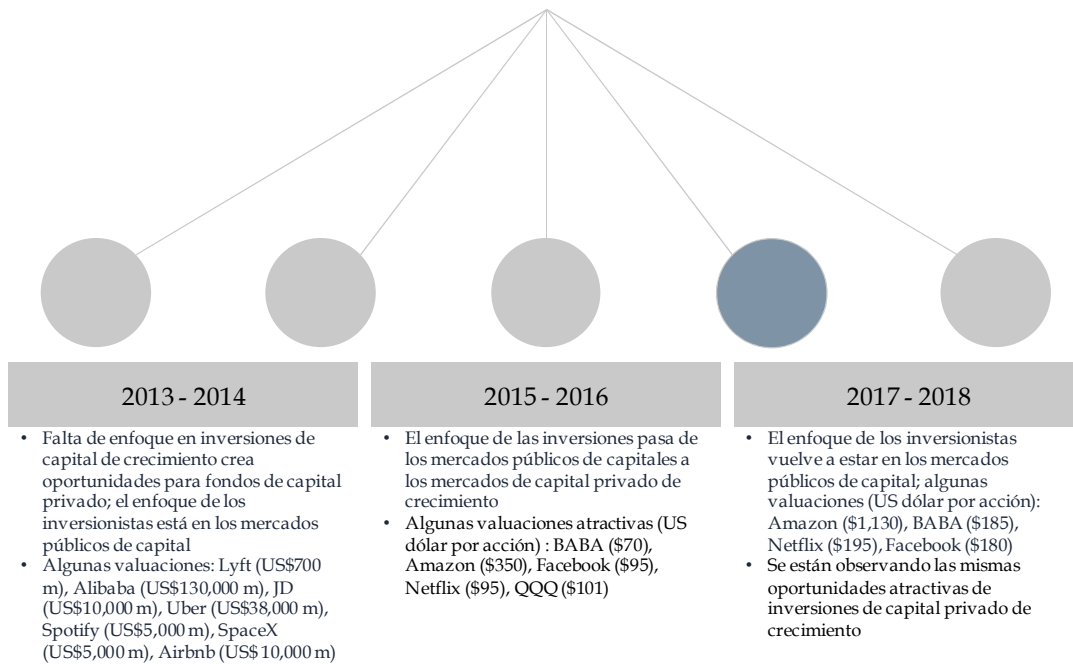 2013 - 2014
• Falta de enfoque en inversiones de
capital de crecimiento crea
oportunidades para fondos de capital
privado; el enfoque de los
inversionistas está en los mercados
públicos de capital
• Algunas valuaciones: Lyft (US$700
m), Alibaba (US$130,000 m), JD
(US$10,000 m), Uber (US$38,000 m),
Spotify (US$5,000 m), SpaceX
(US$5,000 m), Airbnb (US$ 10,000 m)
2015 - 2016
• El enfoque de las inversiones pasa de
los mercados públicos de capitales a
los mercados de capital privado de
crecimiento
• Algunas valuaciones atractivas (US
dólar por acción) : BABA ($70),
Amazon ($350), Facebook ($95),
Netflix ($95), QQQ ($101)
2017 - 2018
• El enfoque de los inversionistas
vuelve a estar en los mercados
públicos de capital; algunas
valuaciones (US dólar por acción):
Amazon ($1,130), BABA ($185),
Netflix ($195), Facebook ($180)
• Se están observando las mismas
oportunidades atractivas de
inversiones de capital privado de
crecimiento